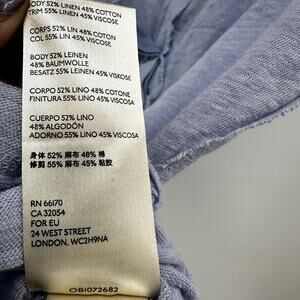 BODY 52% LINEN 48% COTTON
TRIM 55% LINEN 45% VISCOSE
CORPS 52% LIN 48% COTON
COL 55% LIN 45% VISCOSE
BODY 52% LEINEN
48% BAUMWOLLE
BESATZ 55% LEINEN 45% VISKOSE
CORPO 52% LINO 48% COTONE
FINITURA 55% LINO 45% VISCOSA
CUERPO 52% LINO
48% ALGODÓN
ADORNO 55% LINO 45% VISCOSA
身体 52% 麻布 48% 棉
修剪 55% 麻布 45% 粘胶
RN 66170
CA 32054
FOR EU
24 WEST STREET
LONDON, WC2H9NA
OBI072682